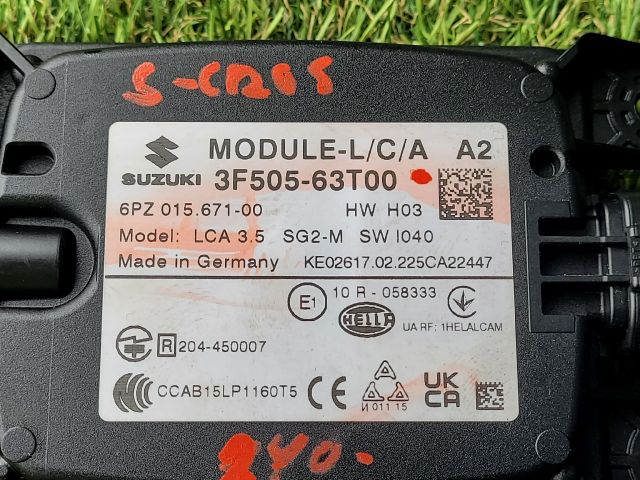 S-CROSS
MODULE-L/C/A A2
SUZUKI 3F505-63T00
6PZ 015.671-00 HW H03
Model: LCA 3.5 SG2-M SW I040
Made in Germany KE02617.02.225CA22447
E1 10 R - 058333
HELLA
UA RF: 1HELALCAM
R 204-450007
CCAB15LP1160T5 CE И 011 15 UK CA
240.-